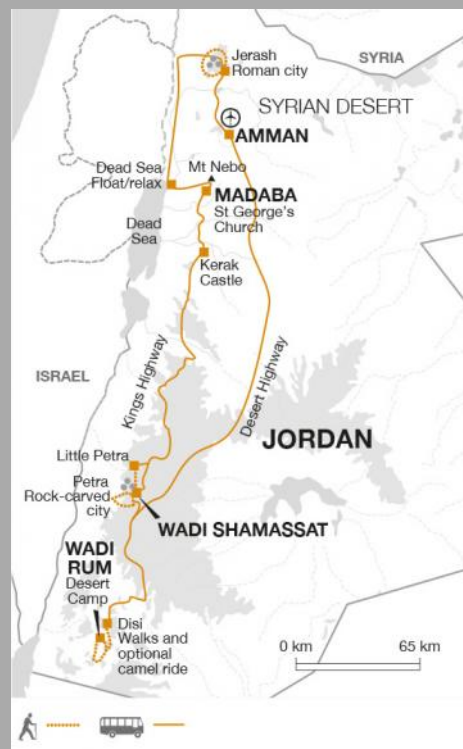 Jerash
Roman city
SYRIA
SYRIAN DESERT
AMMAN
Dead Sea
Float/relax
Mt Nebo
MADABA
St George's
Church
Dead
Sea
Kerak
Castle
ISRAEL
Kings Highway
Desert Highway
JORDAN
Little Petra
Petra
Rock-carved
city
WADI SHAMASSAT
WADI
RUM
Desert
Camp
Disi
Walks and
optional
camel ride
0 km 65 km